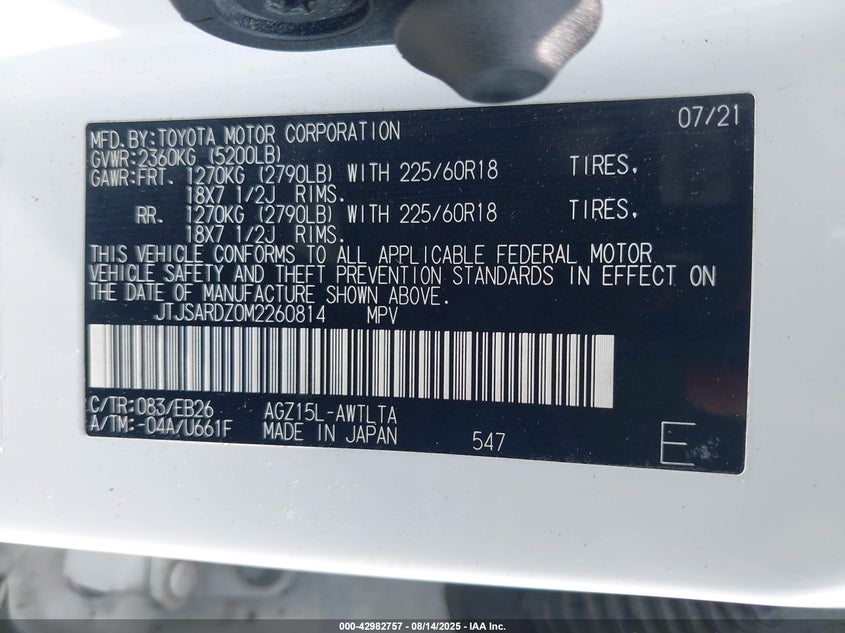 07/21
MFD.BY:TOYOTA MOTOR CORPORATION
GVWR:2360KG (5200LB)
GAWR:FRT. 1270KG (2790LB) WITH 225/60R18 TIRES,
18X7 1/2J RIMS.
RR. 1270KG (2790LB) WITH 225/60R18 TIRES,
18X7 1/2J RIMS.
THIS VEHICLE CONFORMS TO ALL APPLICABLE FEDERAL MOTOR
VEHICLE SAFETY AND THEFT PREVENTION STANDARDS IN EFFECT ON
THE DATE OF MANUFACTURE SHOWN ABOVE.
JTJSARDZ0M2260814 MPV
C/TR:083/EB26 AGZ15L-AWTLTA
A/TM:-04A/U661F MADE IN JAPAN 547 E
000-42982757 - 08/14/2025 - IAA Inc.